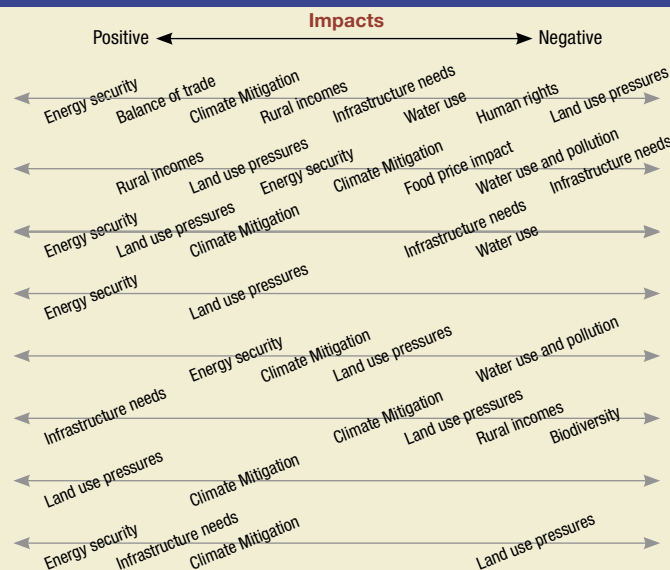 Impacts
Positive Negative
Energy security Balance of trade Climate Mitigation Rural incomes Infrastructure needs Water use Human rights Land use pressures
Rural incomes Land use pressures Energy security Climate Mitigation Food price impact Water use and pollution Infrastructure needs
Energy security Land use pressures Climate Mitigation Infrastructure needs Water use
Energy security Land use pressures
Energy security Climate Mitigation Land use pressures Water use and pollution
Infrastructure needs Climate Mitigation Land use pressures Rural incomes Biodiversity
Land use pressures Climate Mitigation
Energy security Infrastructure needs Climate Mitigation Land use pressures